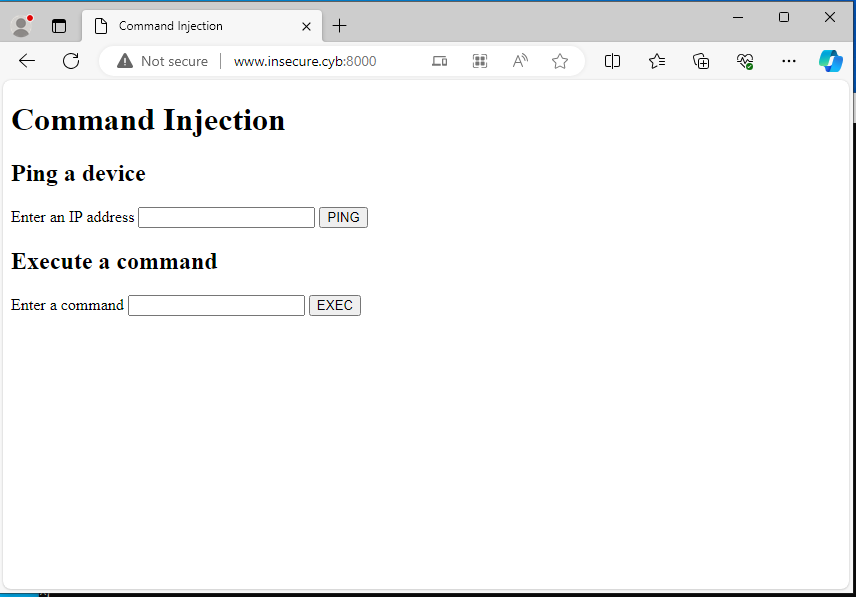 Command Injection
Not secure www.insecure.cyb:8000
Command Injection
Ping a device
Enter an IP address PING
Execute a command
Enter a command EXEC